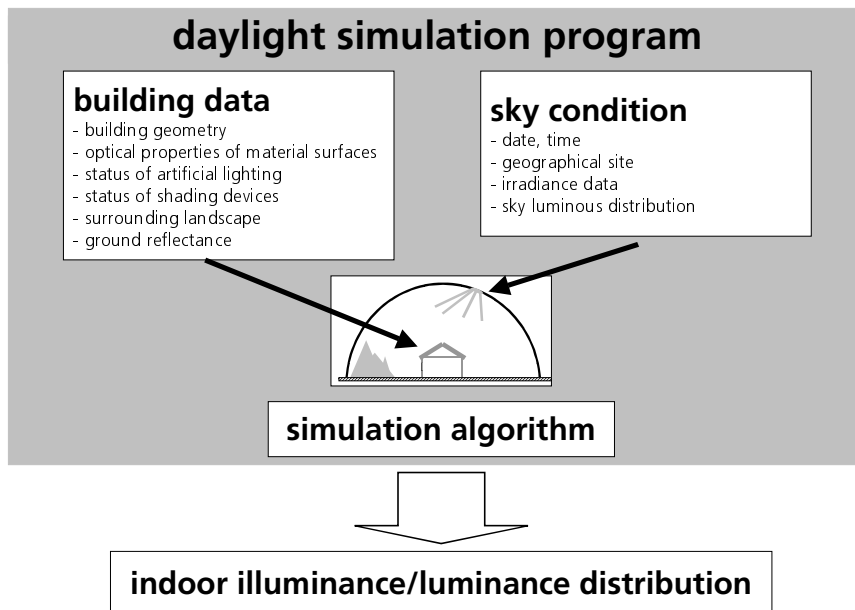 daylight simulation program
building data
- building geometry
- optical properties of material surfaces
- status of artificial lighting
- status of shading devices
- surrounding landscape
- ground reflectance
sky condition
- date, time
- geographical site
- irradiance data
- sky luminous distribution
simulation algorithm
indoor illuminance/luminance distribution